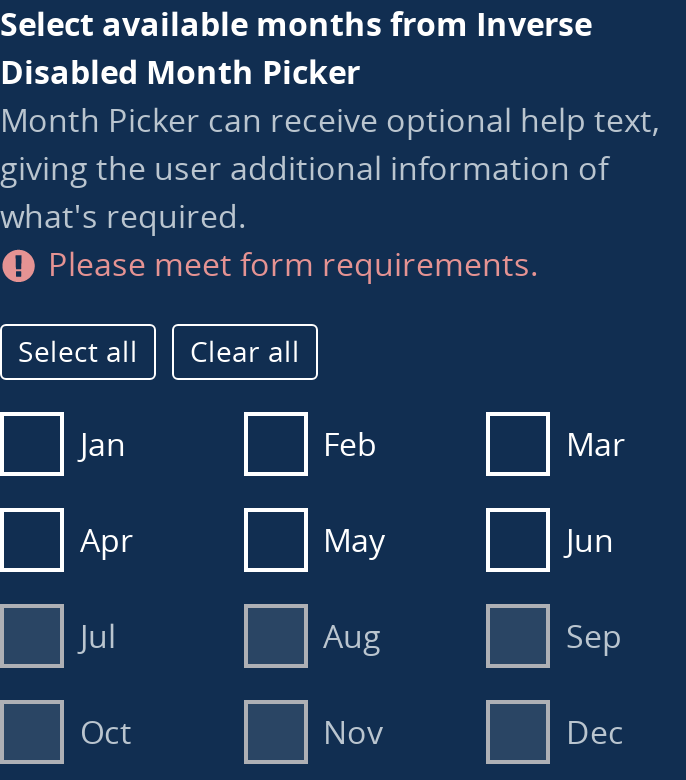 Select available months from Inverse
Disabled Month Picker
Month Picker can receive optional help text,
giving the user additional information of
what's required.
Please meet form requirements.
Select all Clear all
Jan Feb Mar
Apr May Jun
Jul Aug Sep
Oct Nov Dec